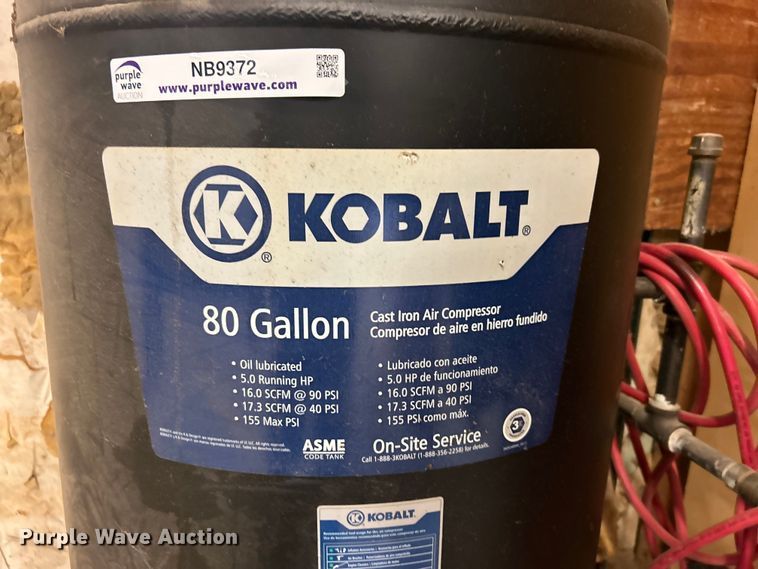 purple
wave
AUCTION
NB9372
www.purplewave.com
K
®
KOBALT®
80 Gallon
Cast Iron Air Compressor
Compresor de aire en hierro fundido
• Oil lubricated
• 5.0 Running HP
• 16.0 SCFM @ 90 PSI
• 17.3 SCFM @ 40 PSI
• 155 Max PSI
• Lubricado con aceite
• 5.0 HP de funcionamiento
• 16.0 SCFM a 90 PSI
• 17.3 SCFM a 40 PSI
• 155 PSI como máx.
ASME
CODE TANK
On-Site Service
Call 1-888-3KOBALT (1-888-356-2258) for details.
3
K KOBALT.
Purple Wave Auction